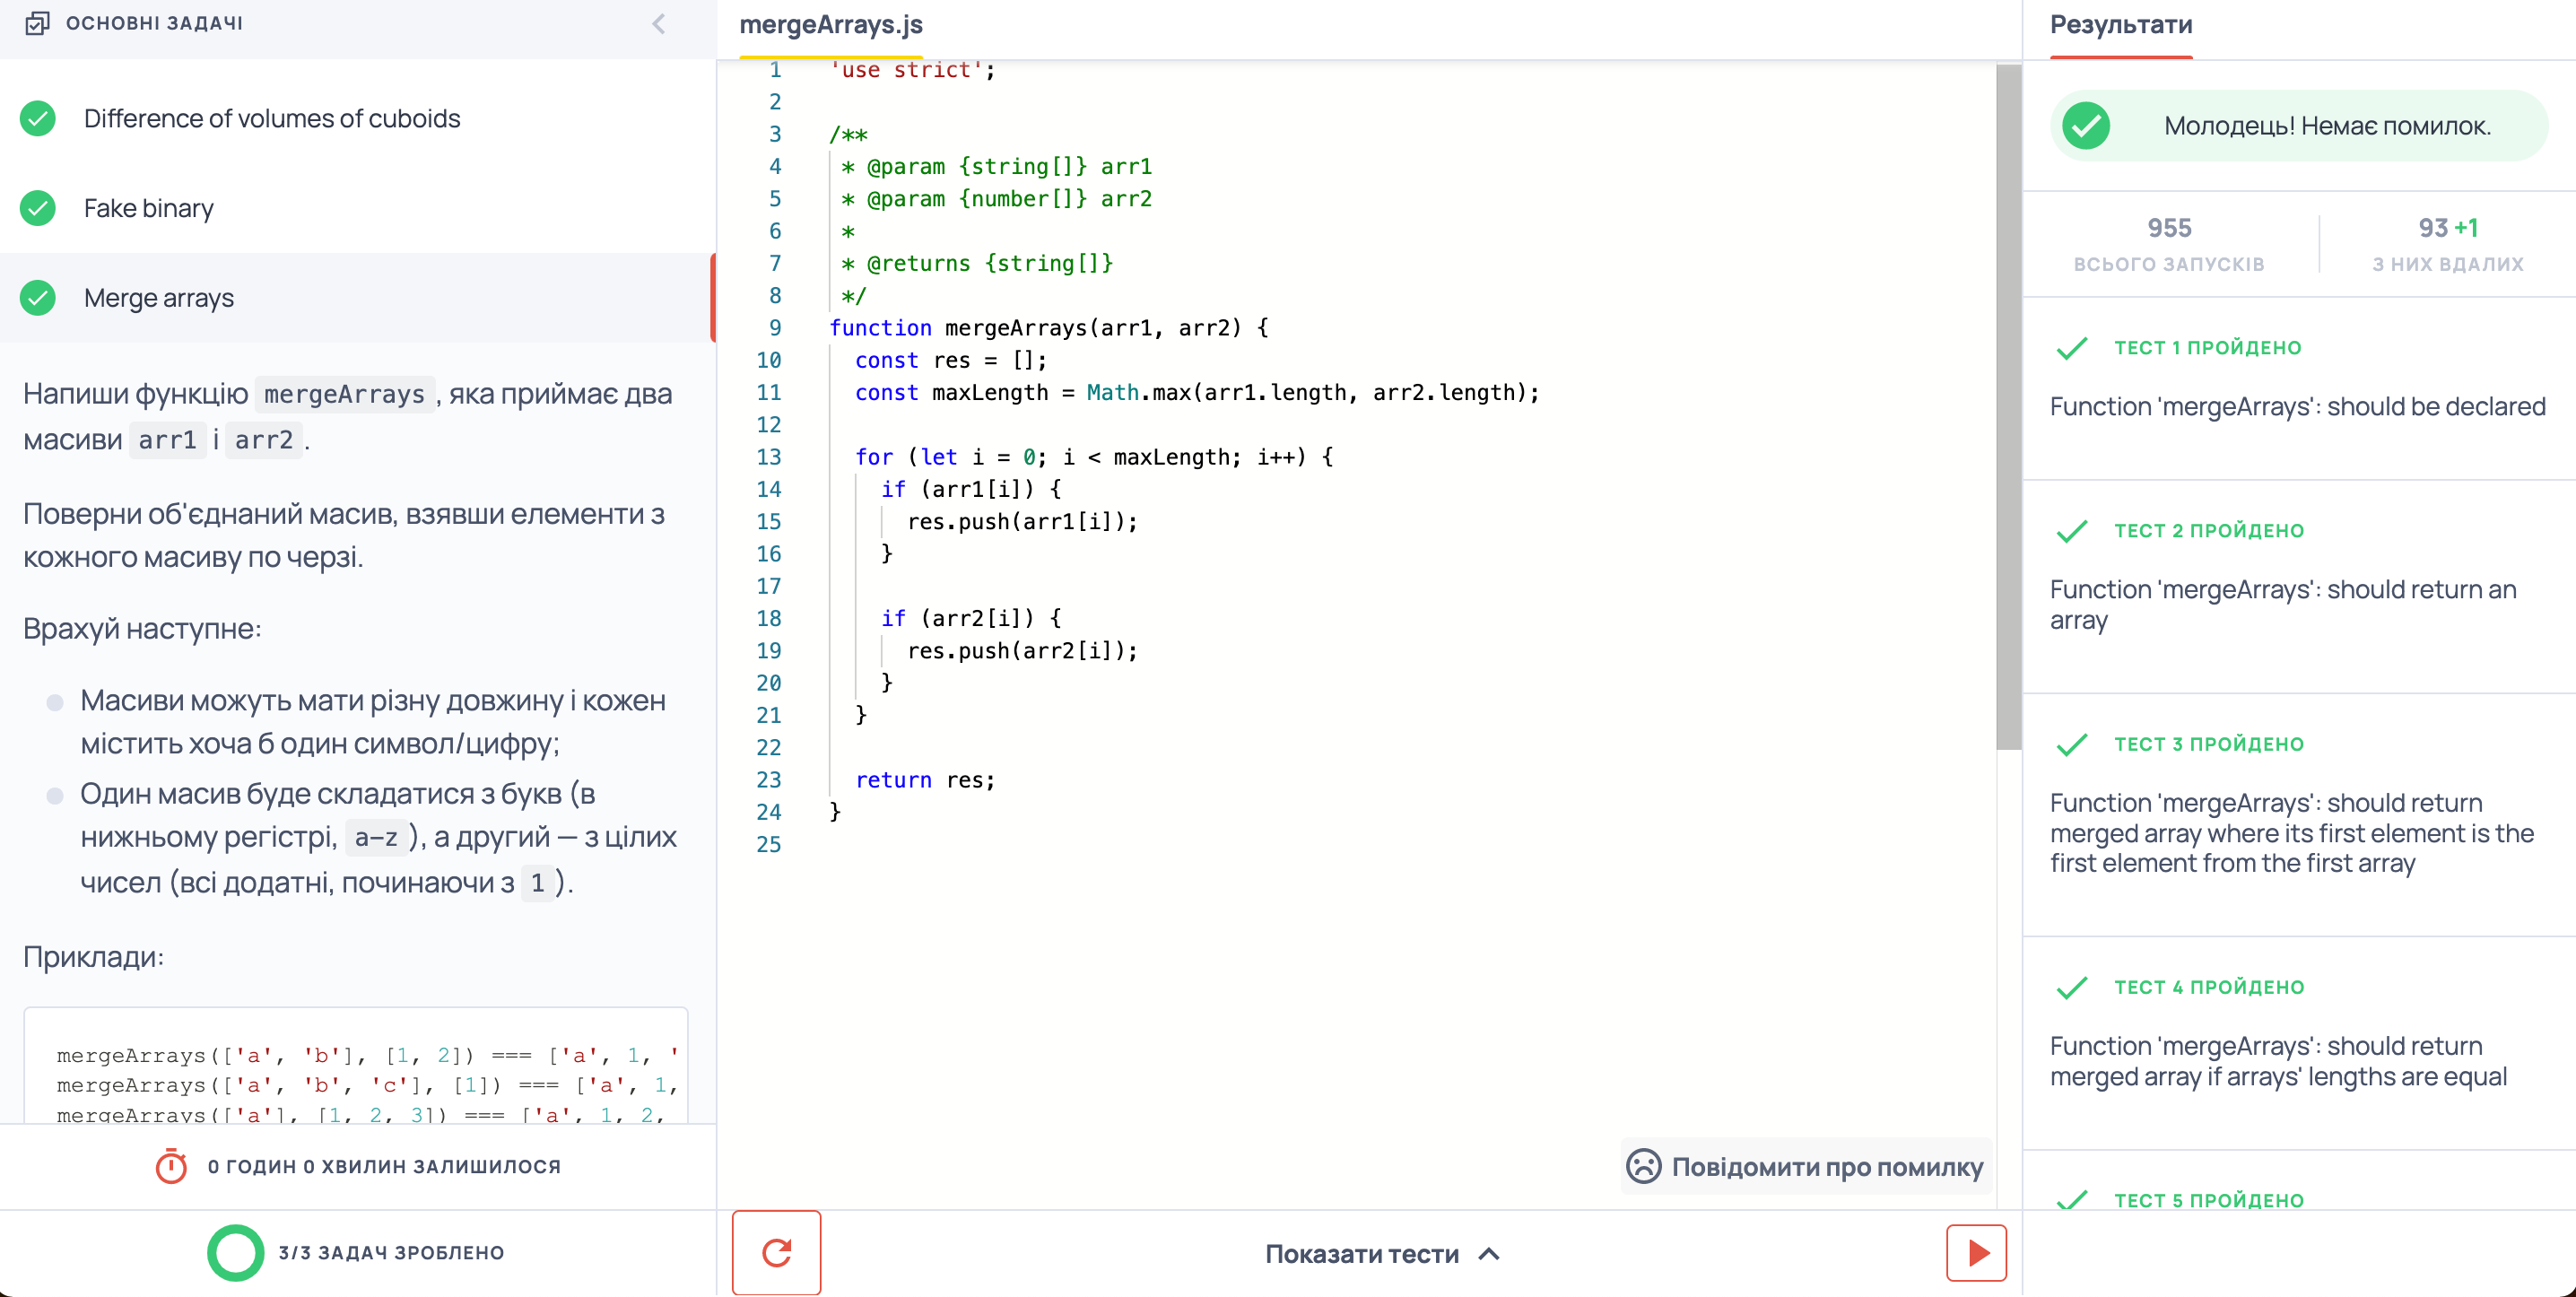 ОСНОВНІ ЗАДАЧІ
Difference of volumes of cuboids
Fake binary
Merge arrays
Напиши функцію mergeArrays, яка приймає два
масиви arr1 і arr2.
Поверни об'єднаний масив, взявши елементи з
кожного масиву по черзі.
Врахуй наступне:
Масиви можуть мати різну довжину і кожен
містить хоча б один символ/цифру;
Один масив буде складатися з букв (в
нижньому регістрі, a–z), а другий — з цілих
чисел (всі додатні, починаючи з 1).
Приклади:
mergeArrays(['a', 'b'], [1, 2]) === ['a', 1, '
mergeArrays(['a', 'b', 'c'], [1]) === ['a', 1,
mergeArrays(['a'], [1, 2, 3]) === ['a', 1, 2,
0 ГОДИН 0 ХВИЛИН ЗАЛИШИЛОСЯ
3/3 ЗАДАЧ ЗРОБЛЕНО
mergeArrays.js
1 'use strict';
2
3 /**
4 * @param {string[]} arr1
5 * @param {number[]} arr2
6 *
7 * @returns {string[]}
8 */
9 function mergeArrays(arr1, arr2) {
10 const res = [];
11 const maxLength = Math.max(arr1.length, arr2.length);
12
13 for (let i = 0; i < maxLength; i++) {
14 if (arr1[i]) {
15 res.push(arr1[i]);
16 }
17
18 if (arr2[i]) {
19 res.push(arr2[i]);
20 }
21 }
22
23 return res;
24 }
25
Повідомити про помилку
Показати тести
Результати
Молодець! Немає помилок.
955
ВСЬОГО ЗАПУСКІВ
93 +1
З НИХ ВДАЛИХ
ТЕСТ 1 ПРОЙДЕНО
Function 'mergeArrays': should be declared
ТЕСТ 2 ПРОЙДЕНО
Function 'mergeArrays': should return an
array
ТЕСТ 3 ПРОЙДЕНО
Function 'mergeArrays': should return
merged array where its first element is the
first element from the first array
ТЕСТ 4 ПРОЙДЕНО
Function 'mergeArrays': should return
merged array if arrays' lengths are equal
ТЕСТ 5 ПРОЙДЕНО